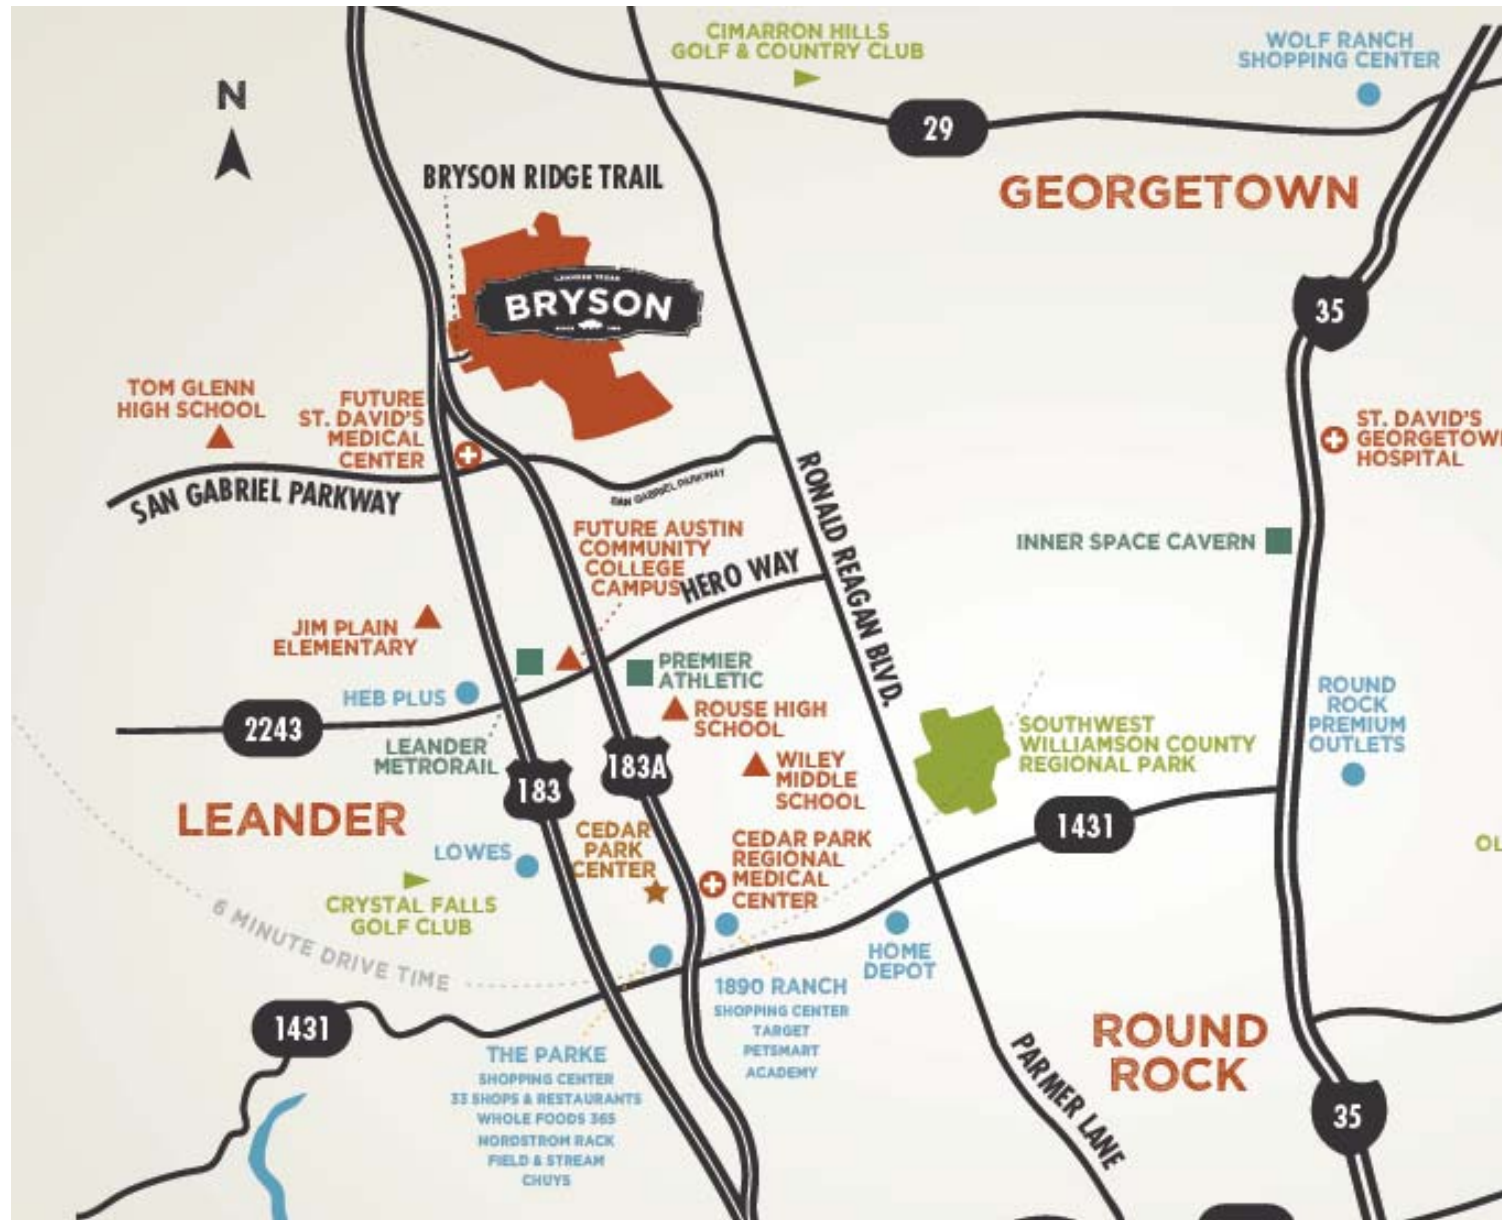 CIMARRON HILLS
GOLF & COUNTRY CLUB
WOLF RANCH
SHOPPING CENTER
N
29
GEORGETOWN
BRYSON RIDGE TRAIL
LEANDER TEXAS
BRYSON
35
TOM GLENN
HIGH SCHOOL
FUTURE
ST. DAVID'S
MEDICAL
CENTER
ST. DAVID'S
GEORGETOW
HOSPITAL
SAN GABRIEL PARKWAY
SAN GABRIEL PARKWAY
RONALD REAGAN BLVD.
FUTURE AUSTIN
COMMUNITY
COLLEGE
CAMPUS
HERO WAY
INNER SPACE CAVERN
JIM PLAIN
ELEMENTARY
HEB PLUS
PREMIER
ATHLETIC
2243
LEANDER
METRORAIL
ROUSE HIGH
SCHOOL
SOUTHWEST
WILLIAMSON COUNTY
REGIONAL PARK
ROUND
ROCK
PREMIUM
OUTLETS
183
183A
WILEY
MIDDLE
SCHOOL
LEANDER
1431
CEDAR
PARK
CENTER
CEDAR PARK
REGIONAL
MEDICAL
CENTER
OL
LOWES
CRYSTAL FALLS
GOLF CLUB
6 MINUTE DRIVE TIME
HOME
DEPOT
1890 RANCH
SHOPPING CENTER
TARGET
PETSMART
ACADEMY
1431
THE PARKE
SHOPPING CENTER
33 SHOPS & RESTAURANTS
WHOLE FOODS 365
NORDSTROM RACK
FIELD & STREAM
CHUYS
PARMER LANE
ROUND
ROCK
35